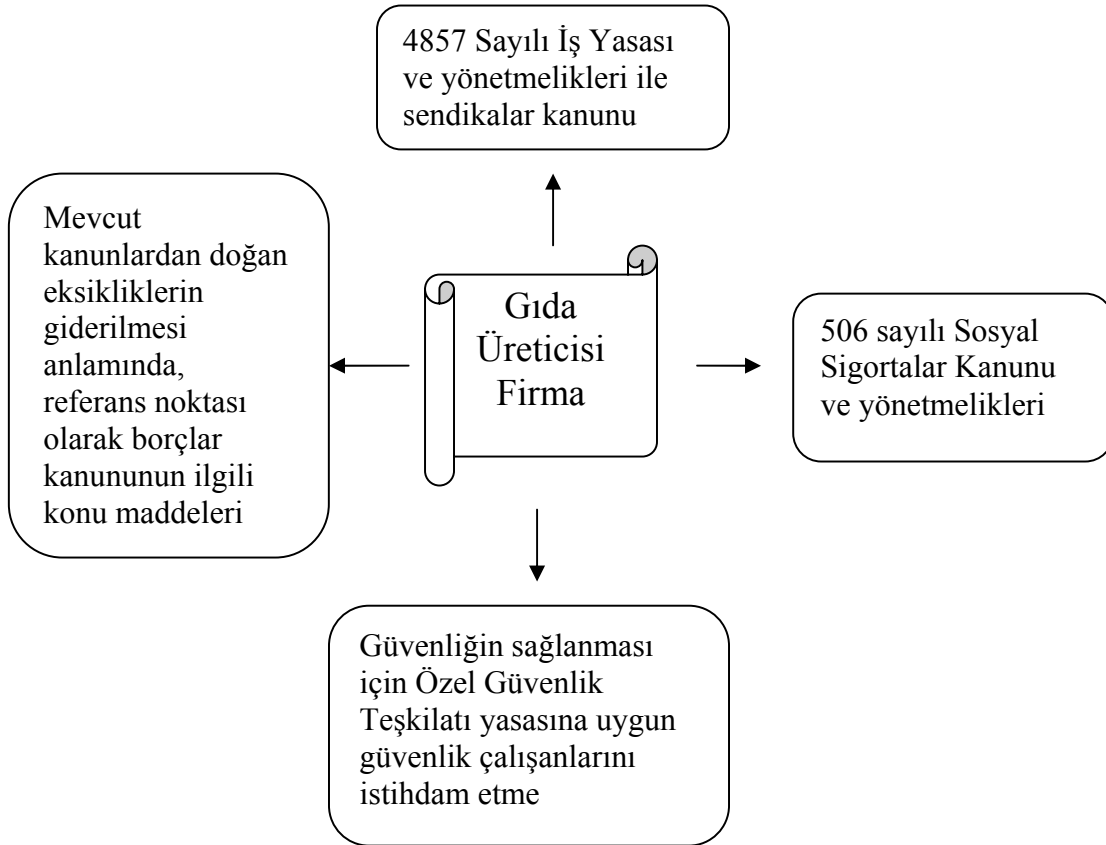 4857 Sayılı İş Yasası
ve yönetmelikleri ile
sendikalar kanunu
Mevcut
kanunlardan doğan
eksikliklerin
giderilmesi
anlamında,
referans noktası
olarak borçlar
kanununun ilgili
konu maddeleri
Gıda
Üreticisi
Firma
506 sayılı Sosyal
Sigortalar Kanunu
ve yönetmelikleri
Güvenliğin sağlanması
için Özel Güvenlik
Teşkilatı yasasına uygun
güvenlik çalışanlarını
istihdam etme